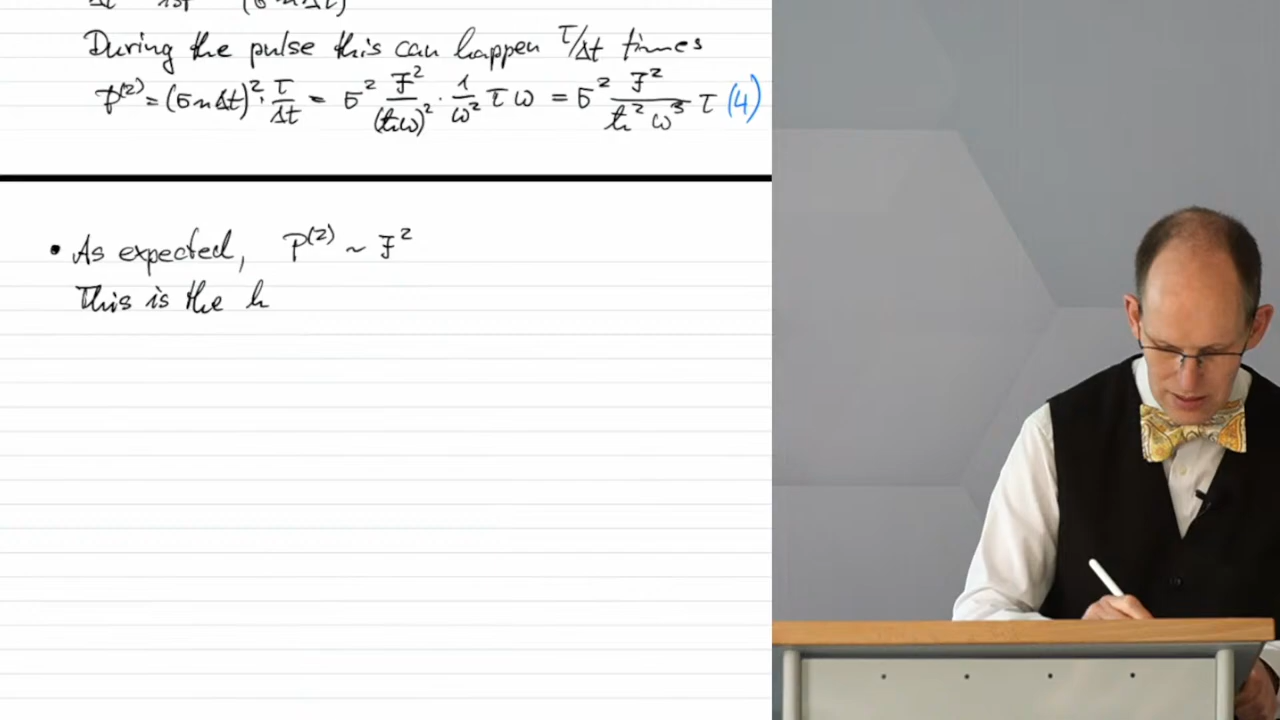 During the pulse this can happen τ/Δt times
P⁽²⁾ = (σnΔt)² · τ/Δt = σ² F²/(ħω)² · 1/ω² τω = σ² F²/(ħ²ω³) τ (4)
• As expected, P⁽²⁾ ~ F²
This is the h